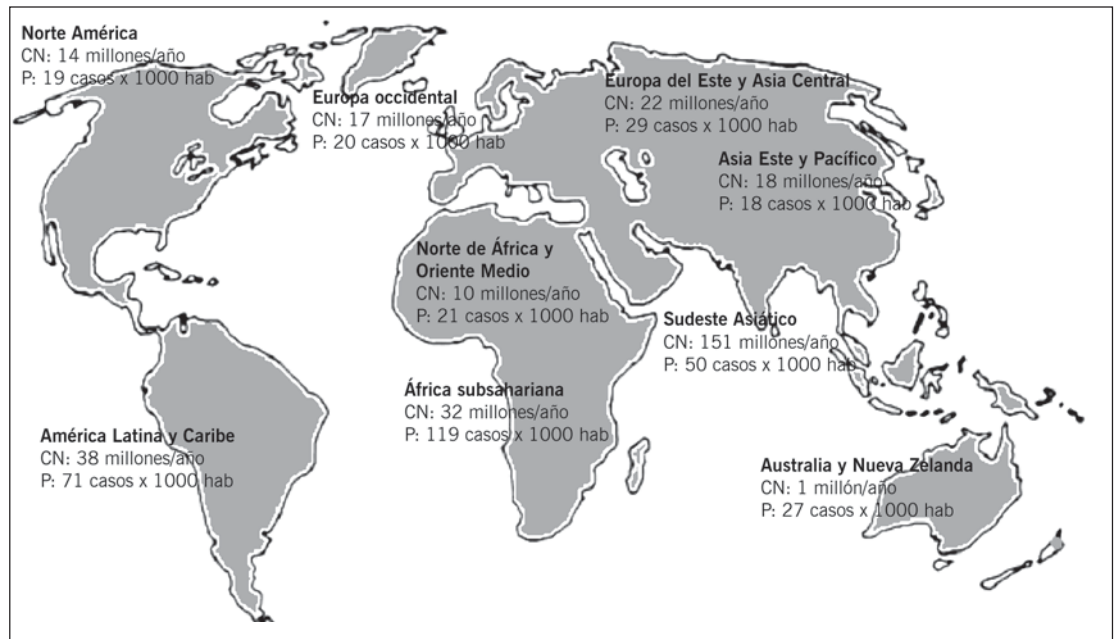 Norte América
CN: 14 millones/año
P: 19 casos x 1000 hab
Europa occidental
CN: 17 millones/año
P: 20 casos x 1000 hab
Europa del Este y Asia Central
CN: 22 millones/año
P: 29 casos x 1000 hab
Asia Este y Pacífico
CN: 18 millones/año
P: 18 casos x 1000 hab
Norte de África y
Oriente Medio
CN: 10 millones/año
P: 21 casos x 1000 hab
Sudeste Asiático
CN: 151 millones/año
P: 50 casos x 1000 hab
África subsahariana
CN: 32 millones/año
P: 119 casos x 1000 hab
América Latina y Caribe
CN: 38 millones/año
P: 71 casos x 1000 hab
Australia y Nueva Zelanda
CN: 1 millón/año
P: 27 casos x 1000 hab